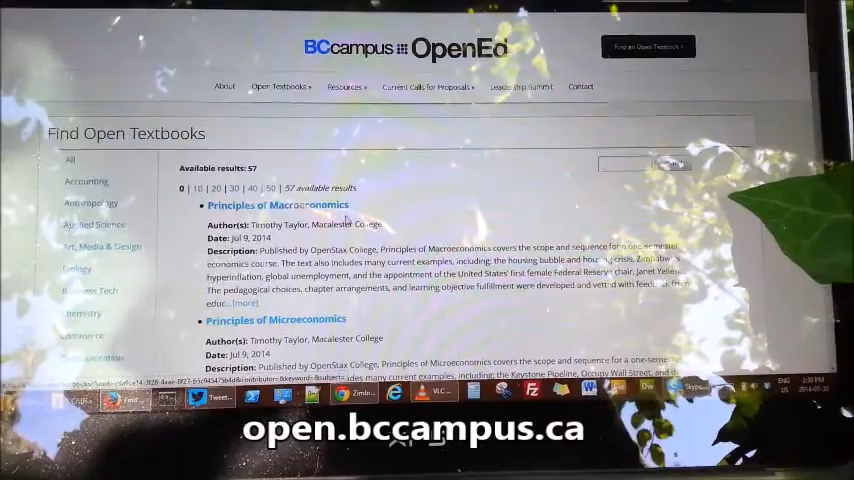 BCcampus OpenEd
Find an Open Textbook »
About Open Textbooks » Resources » Current Calls for Proposals » Leadership Summit Contact
Find Open Textbooks
All
Accounting
Anthropology
Applied Science
Art, Media & Design
Biology
Business Tech
Chemistry
Commerce
Communication
Available results: 57
0 | 10 | 20 | 30 | 40 | 50 | 57 available results
Principles of Macroeconomics
Author(s): Timothy Taylor, Macalester College
Date: Jul 9, 2014
Description: Published by OpenStax College, Principles of Macroeconomics covers the scope and sequence for a one-semester
economics course. The text also includes many current examples, including: the housing bubble and housing crisis, Zimbabwe's
hyperinflation, global unemployment, and the appointment of the United States' first female Federal Reserve chair, Janet Yellen.
The pedagogical choices, chapter arrangements, and learning objective fulfillment were developed and vetted with feedback from
educ...[more]
Principles of Microeconomics
Author(s): Timothy Taylor, Macalester College
Date: Jul 9, 2014
Description: Published by OpenStax College, Principles of Microeconomics covers the scope and sequence for a one-seme
ides many current examples, including: the Keystone Pipeline, Occupy Wall Street, and
Find Tweet... Zimbr... VLC ... Skype
ENG 2:30 PM
US 2014-07-30
open.bccampus.ca
XPS